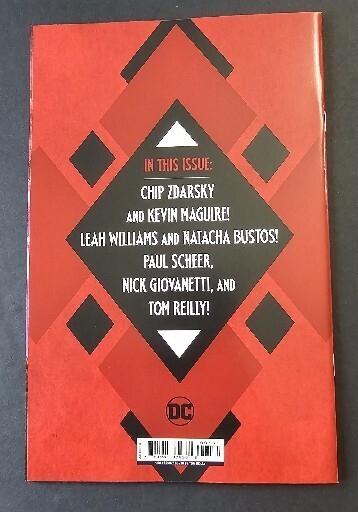 IN THIS ISSUE:
CHIP ZDARSKY
AND KEVIN MAGUIRE!
LEAH WILLIAMS AND NATACHA BUSTOS!
PAUL SCHEER,
NICK GIOVANETTI, AND
TOM REILLY!
DC